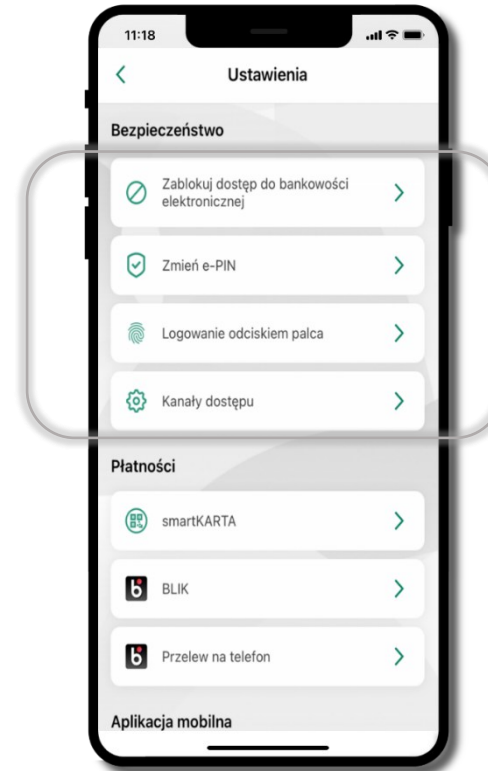 11:18
Ustawienia
Bezpieczeństwo
Zablokuj dostęp do bankowości
elektronicznej
Zmień e-PIN
Logowanie odciskiem palca
Kanały dostępu
Płatności
smartKARTA
BLIK
Przelew na telefon
Aplikacja mobilna